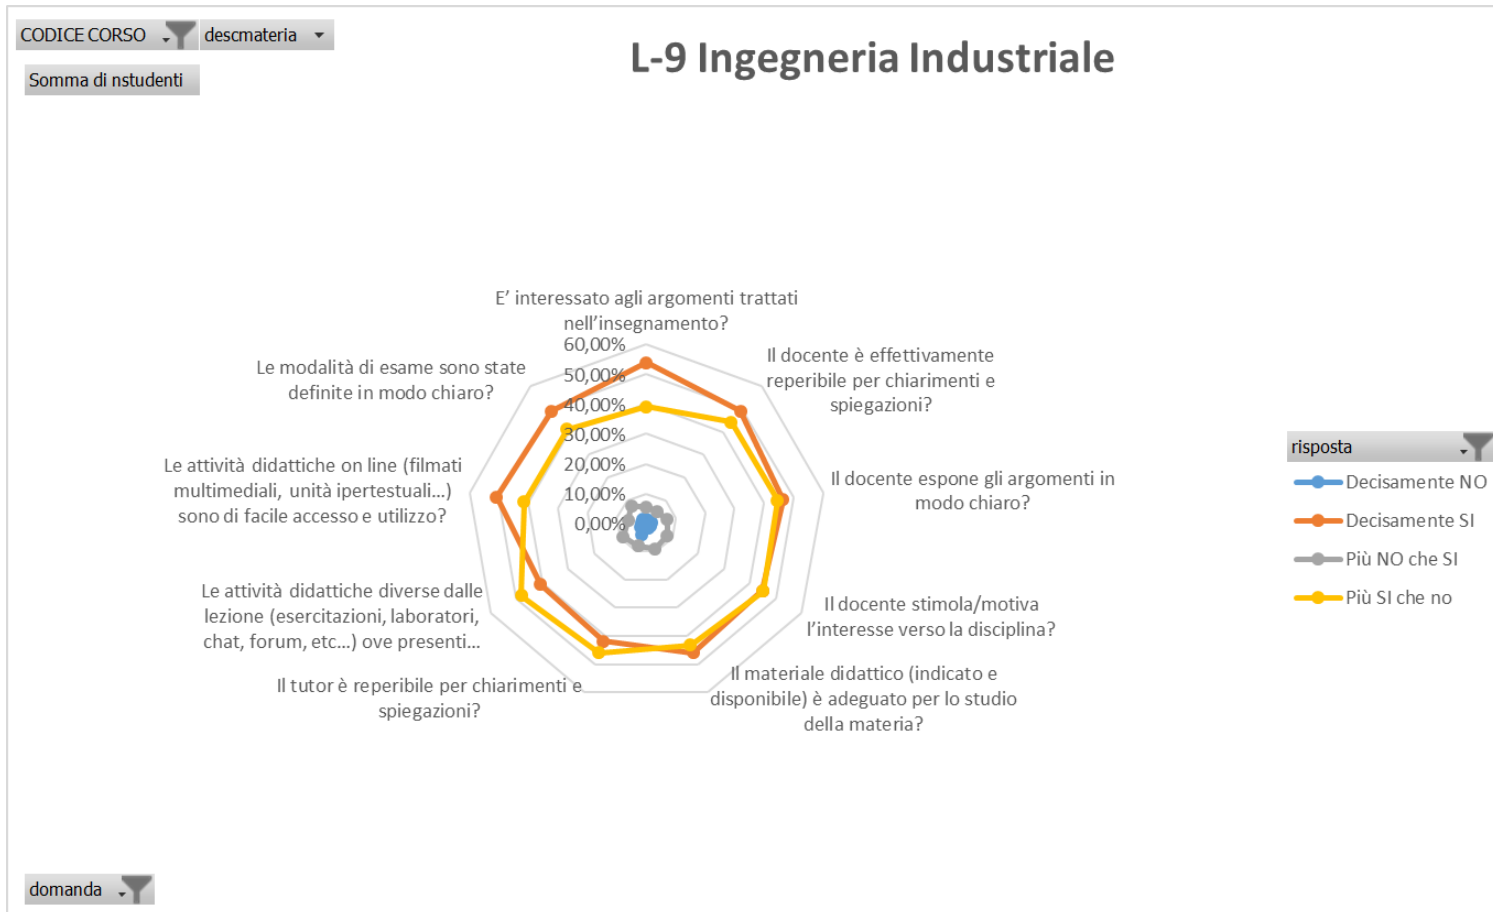 CODICE CORSO
descmateria
L-9 Ingegneria Industriale
Somma di nstudenti
E’ interessato agli argomenti trattati
nell’insegnamento?
Il docente è effettivamente
reperibile per chiarimenti e
spiegazioni?
Il docente espone gli argomenti in
modo chiaro?
Il docente stimola/motiva
l’interesse verso la disciplina?
Il materiale didattico (indicato e
disponibile) è adeguato per lo studio
della materia?
Il tutor è reperibile per chiarimenti e
spiegazioni?
Le attività didattiche diverse dalle
lezione (esercitazioni, laboratori,
chat, forum, etc…) ove presenti…
Le attività didattiche on line (filmati
multimediali, unità ipertestuali…)
sono di facile accesso e utilizzo?
Le modalità di esame sono state
definite in modo chiaro?
60,00%
50,00%
40,00%
30,00%
20,00%
10,00%
0,00%
risposta
Decisamente NO
Decisamente SI
Più NO che SI
Più SI che no
domanda